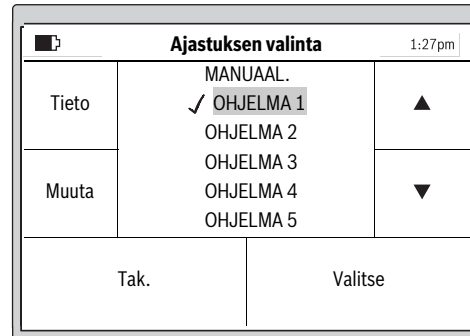 Ajastuksen valinta
1:27pm
Tieto
MANUAAL.
OHJELMA 1
OHJELMA 2
OHJELMA 3
Muuta
OHJELMA 4
OHJELMA 5
Tak.
Valitse